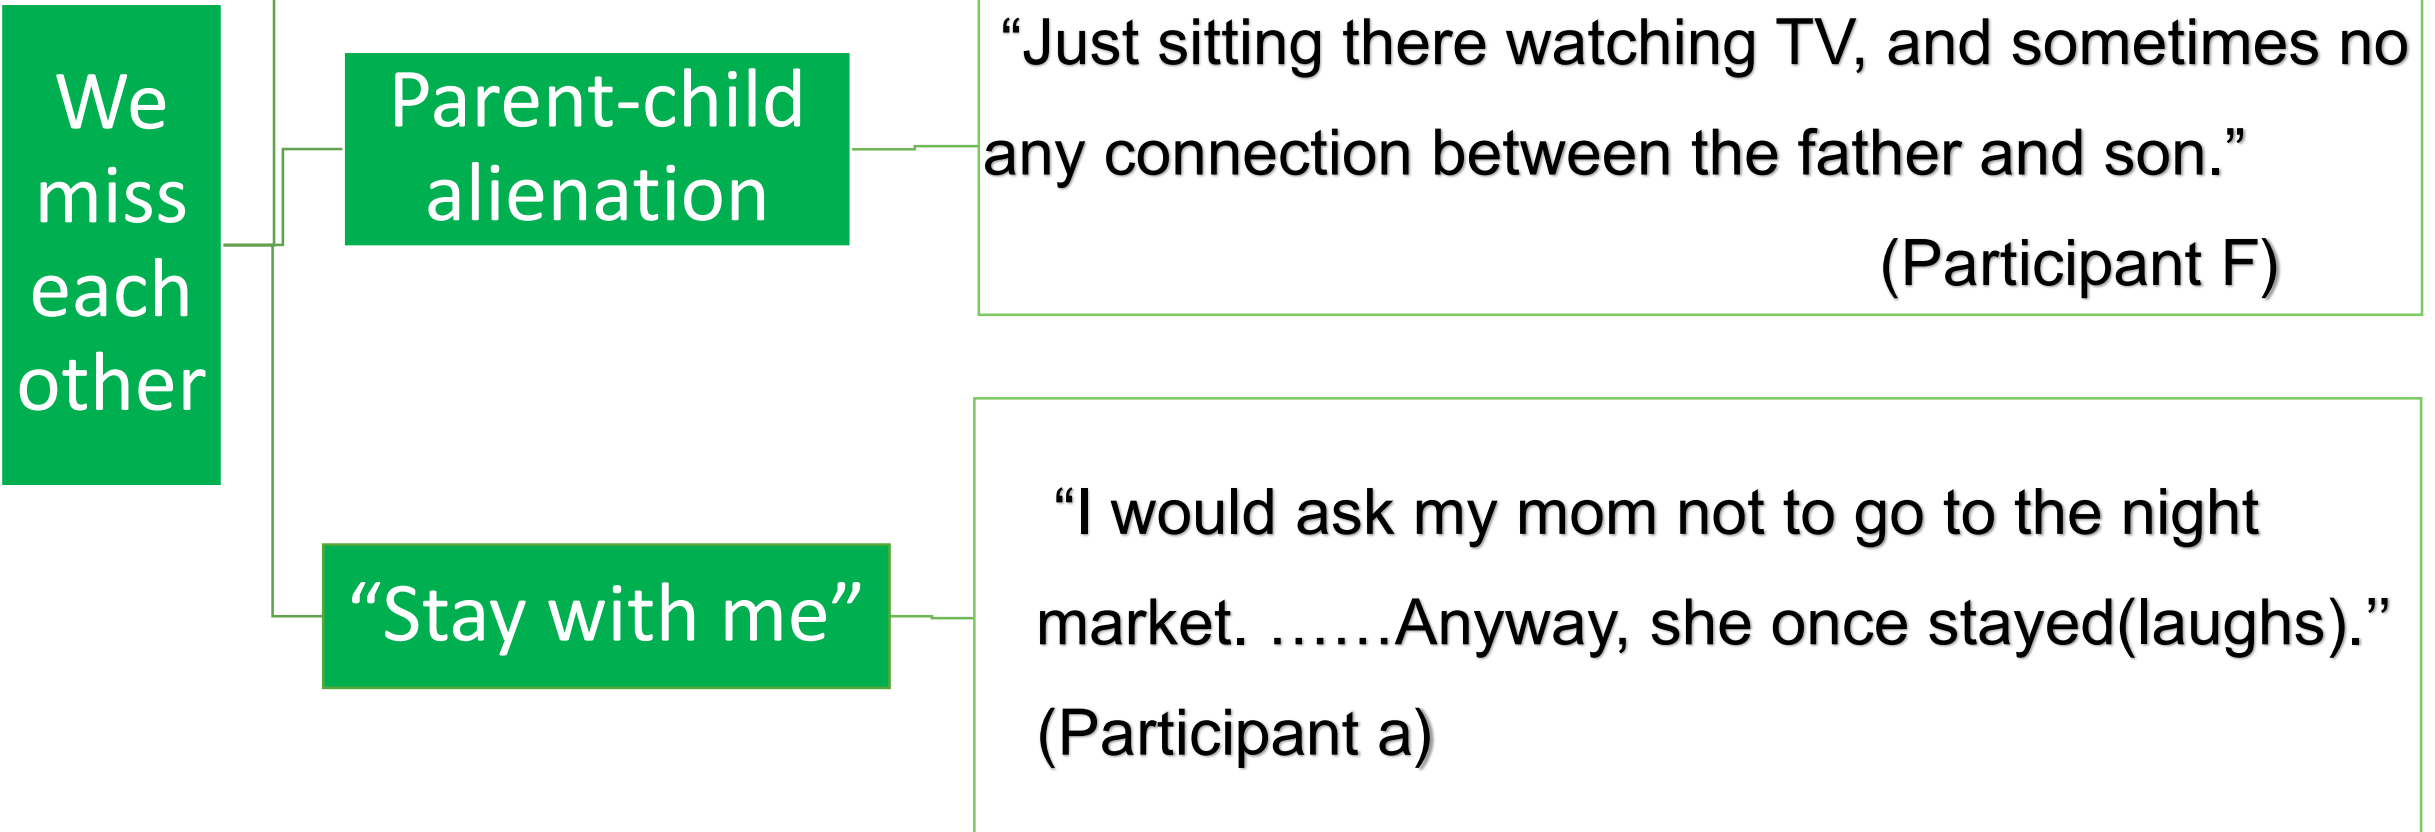 We
miss
each
other
Parent-child
alienation
“Just sitting there watching TV, and sometimes no
any connection between the father and son.”
(Participant F)
“Stay with me”
“I would ask my mom not to go to the night
market. ……Anyway, she once stayed(laughs).”
(Participant a)